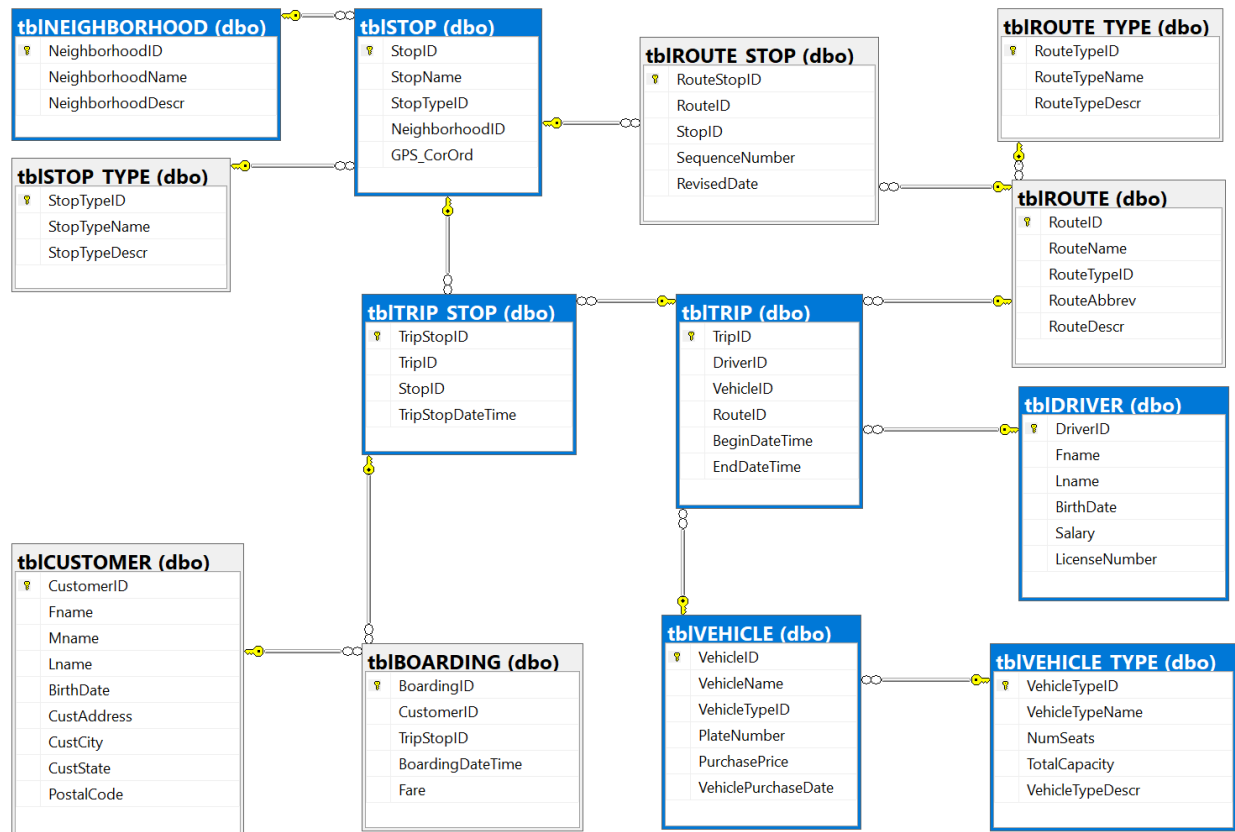 tblNEIGHBORHOOD (dbo)
NeighborhoodID
NeighborhoodName
NeighborhoodDescr
tblSTOP (dbo)
StopID
StopName
StopTypeID
NeighborhoodID
GPS_CorOrd
tblROUTE_STOP (dbo)
RouteStopID
RouteID
StopID
SequenceNumber
RevisedDate
tblROUTE_TYPE (dbo)
RouteTypeID
RouteTypeName
RouteTypeDescr
tblSTOP_TYPE (dbo)
StopTypeID
StopTypeName
StopTypeDescr
tblROUTE (dbo)
RouteID
RouteName
RouteTypeID
RouteAbbrev
RouteDescr
tblTRIP_STOP (dbo)
TripStopID
TripID
StopID
TripStopDateTime
tblTRIP (dbo)
TripID
DriverID
VehicleID
RouteID
BeginDateTime
EndDateTime
tblDRIVER (dbo)
DriverID
Fname
Lname
BirthDate
Salary
LicenseNumber
tblCUSTOMER (dbo)
CustomerID
Fname
Mname
Lname
BirthDate
CustAddress
CustCity
CustState
PostalCode
tblBOARDING (dbo)
BoardingID
CustomerID
TripStopID
BoardingDateTime
Fare
tblVEHICLE (dbo)
VehicleID
VehicleName
VehicleTypeID
PlateNumber
PurchasePrice
VehiclePurchaseDate
tblVEHICLE_TYPE (dbo)
VehicleTypeID
VehicleTypeName
NumSeats
TotalCapacity
VehicleTypeDescr